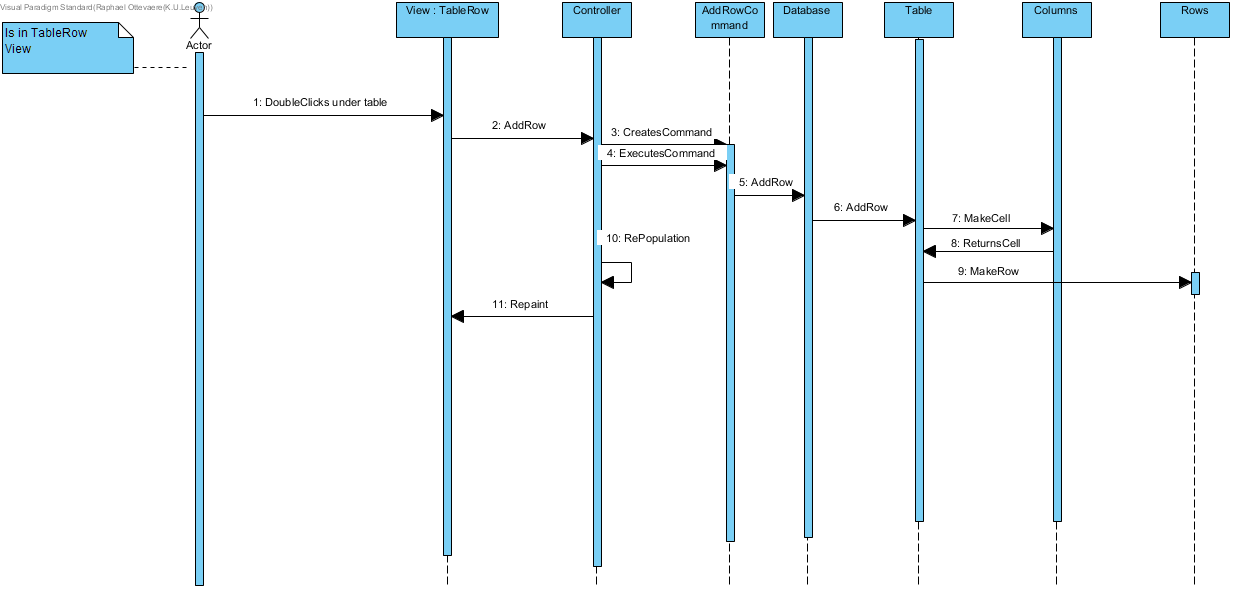 Visual Paradigm Standard(Raphael Ottevaere(K.U.Leuven))
Is in TableRow
View
Actor
View : TableRow
Controller
AddRowCo
mmand
Database
Table
Columns
Rows
1: DoubleClicks under table
2: AddRow
3: CreatesCommand
4: ExecutesCommand
5: AddRow
6: AddRow
7: MakeCell
8: ReturnsCell
9: MakeRow
10: RePopulation
11: Repaint